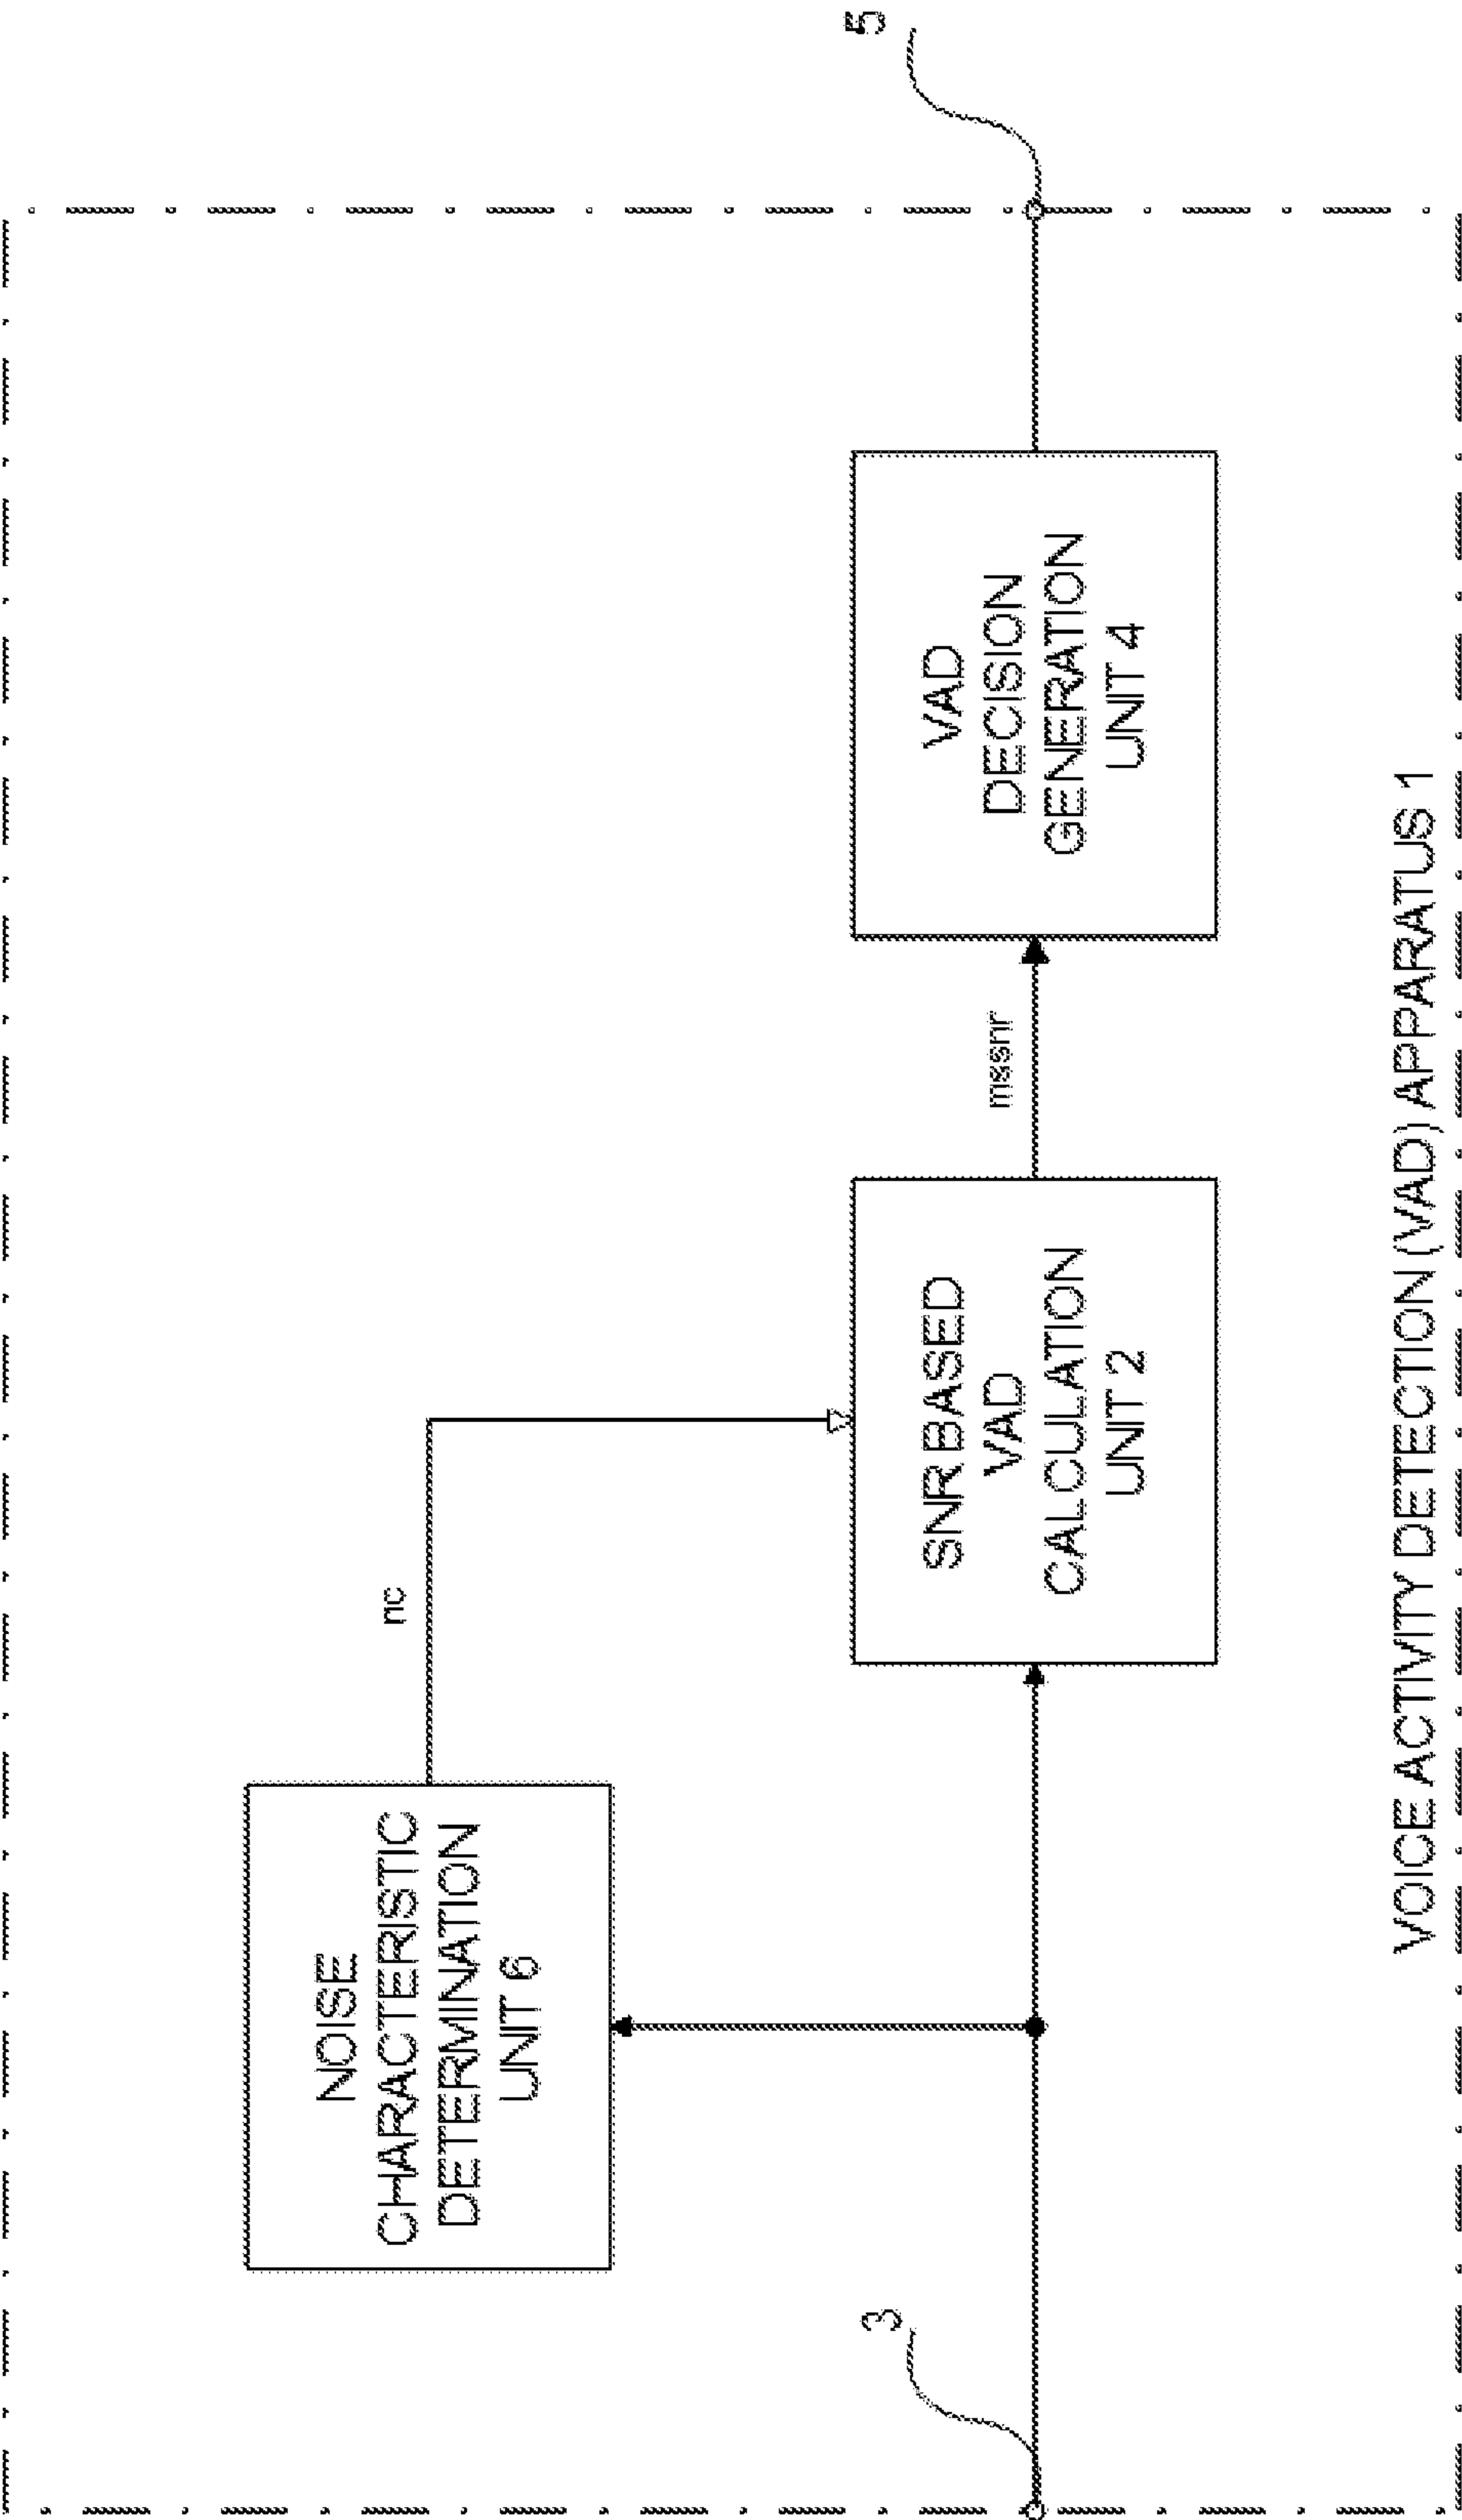 NOISE
CHARACTERISTIC
DETERMINATION
UNIT 6
nc
3
SNR BASED
VAD
CALCULATION
UNIT 2
mssnr
VAD
DECISION
GENERATION
UNIT 4
5
VOICE ACTIVITY DETECTION (VAD) APPARATUS 1